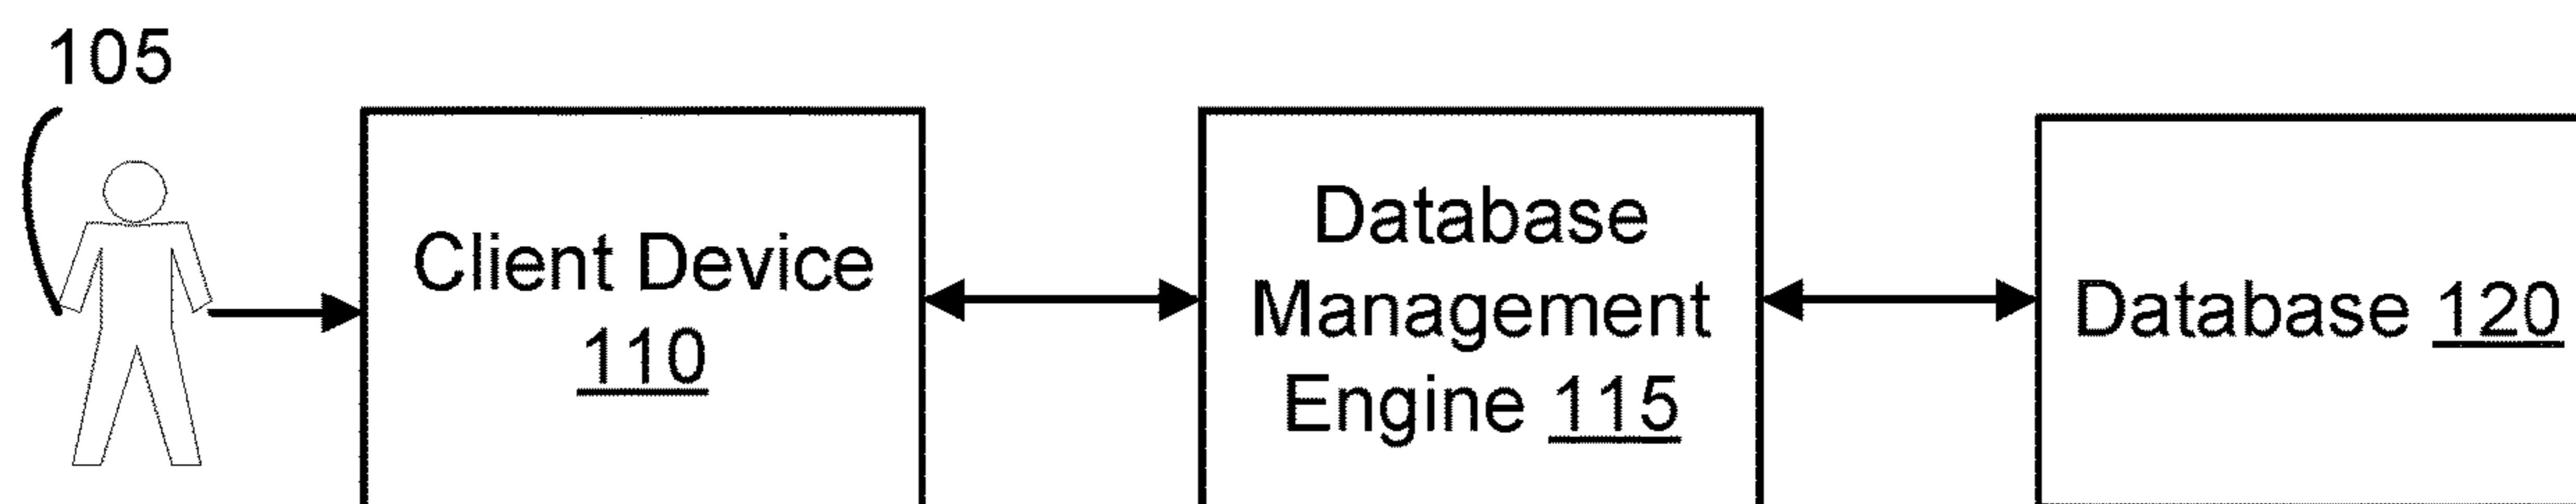 105
Client Device
110
Database
Management
Engine 115
Database 120